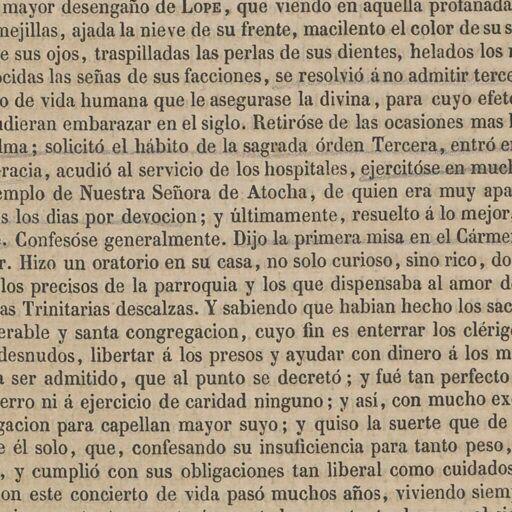 mayor desengaño de LOPE, que viendo en aquella profanada
nejillas, ajada la nieve de su frente, macilento el color de sus
e sus ojos, traspilladas las perlas de sus dientes, helados los
ocidas las señas de sus facciones, se resolvió á no admitir terce
o de vida humana que le asegurase la divina, para cuyo efet
udieran embarazar en el siglo. Retiróse de las ocasiones mas
lma; solicitó el hábito de la sagrada órden Tercera, entró e
racia, acudió al servicio de los hospitales, ejercitóse en much
emplo de Nuestra Señora de Atocha, de quien era muy apa
s los dias por devocion; y últimamente, resuelto á lo mejor,
. Confesóse generalmente. Dijo la primera misa en el Cárme
r. Hizo un oratorio en su casa, no solo curioso, sino rico, do
los precisos de la parroquia y los que dispensaba al amor d
as Trinitarias descalzas. Y sabiendo que habian hecho los sac
erable y santa congregacion, cuyo fin es enterrar los clérig
desnudos, libertar á los presos y ayudar con dinero á los m
a ser admitido, que al punto se decretó; y fué tan perfecto
erro ni á ejercicio de caridad ninguno; y así, con mucho ex
gacion para capellan mayor suyo; y quiso la suerte que de
e él solo, que, confesando su insuficiencia para tanto peso,
, y cumplió con sus obligaciones tan liberal como cuidados
on este concierto de vida pasó muchos años, viviendo siem